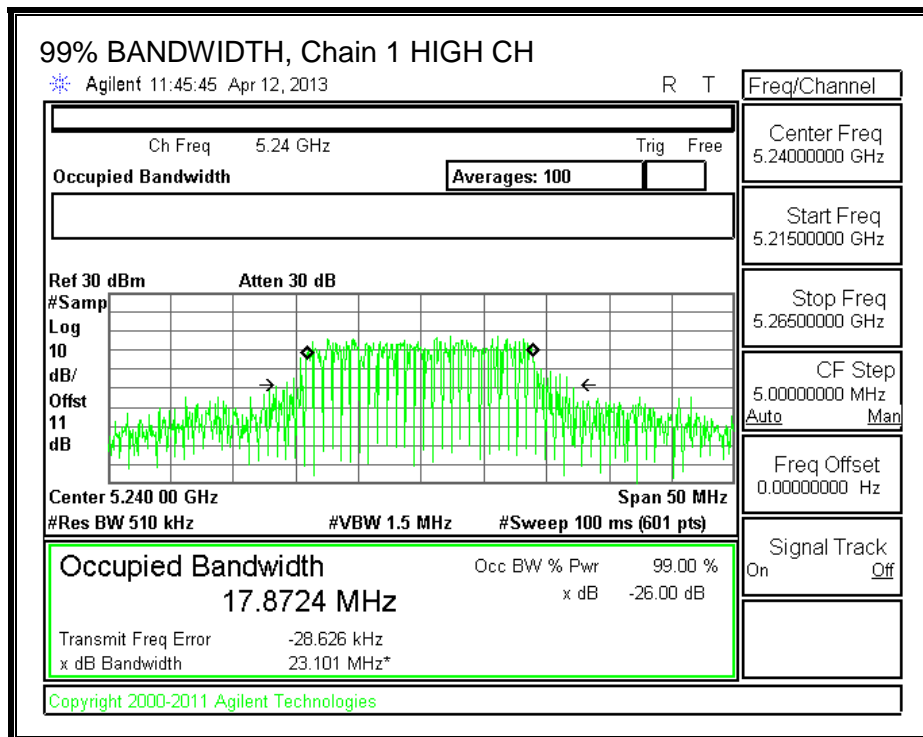 99% BANDWIDTH, Chain 1 HIGH CH
Agilent 11:45:45 Apr 12, 2013 R T
Ch Freq 5.24 GHz Trig Free
Occupied Bandwidth Averages: 100
Ref 30 dBm Atten 30 dB
#Samp
Log
10
dB/
Offst
11
dB
Center 5.240 00 GHz Span 50 MHz
#Res BW 510 kHz #VBW 1.5 MHz #Sweep 100 ms (601 pts)
Occupied Bandwidth Occ BW % Pwr 99.00 %
17.8724 MHz x dB -26.00 dB
Transmit Freq Error -28.626 kHz
x dB Bandwidth 23.101 MHz*
Copyright 2000-2011 Agilent Technologies
Freq/Channel
Center Freq
5.24000000 GHz
Start Freq
5.21500000 GHz
Stop Freq
5.26500000 GHz
CF Step
5.00000000 MHz
Auto Man
Freq Offset
0.00000000 Hz
Signal Track
On Off